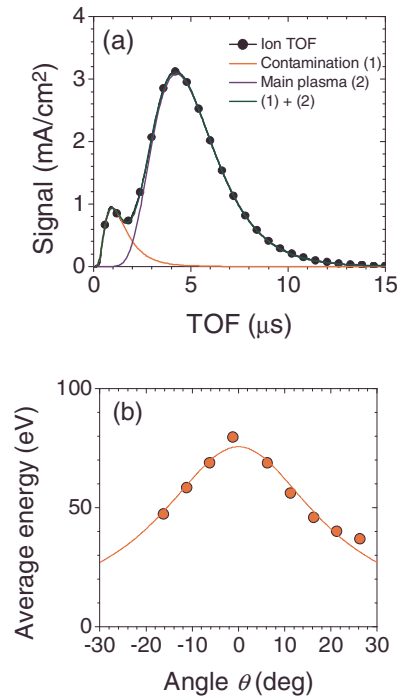 (a)
Ion TOF
Contamination (1)
Main plasma (2)
(1) + (2)
Signal (mA/cm²)
4
3
2
1
0
0 5 10 15
TOF (μs)
(b)
Average energy (eV)
100
50
0
-30 -20 -10 0 10 20 30
Angle θ (deg)